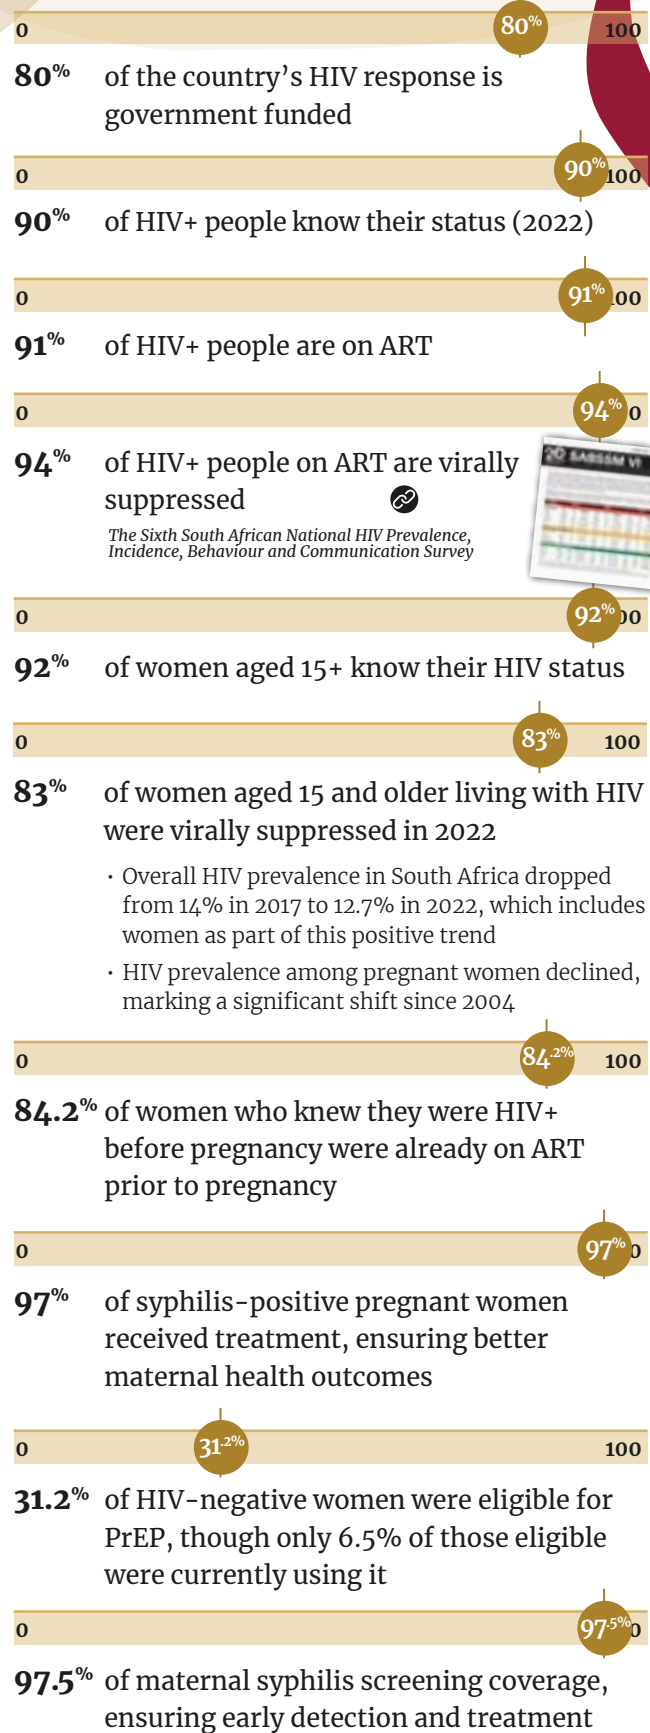 0 80% 100
80% of the country's HIV response is
government funded
0 90% 100
90% of HIV+ people know their status (2022)
0 91% 00
91% of HIV+ people are on ART
0 94% 0
94% of HIV+ people on ART are virally
suppressed
The Sixth South African National HIV Prevalence,
Incidence, Behaviour and Communication Survey
SABSSM VI
0 92% 00
92% of women aged 15+ know their HIV status
0 83% 100
83% of women aged 15 and older living with HIV
were virally suppressed in 2022
· Overall HIV prevalence in South Africa dropped
from 14% in 2017 to 12.7% in 2022, which includes
women as part of this positive trend
· HIV prevalence among pregnant women declined,
marking a significant shift since 2004
0 84.2% 100
84.2% of women who knew they were HIV+
before pregnancy were already on ART
prior to pregnancy
0 97% 0
97% of syphilis-positive pregnant women
received treatment, ensuring better
maternal health outcomes
0 31.2% 100
31.2% of HIV-negative women were eligible for
PrEP, though only 6.5% of those eligible
were currently using it
0 97.5% 0
97.5% of maternal syphilis screening coverage,
ensuring early detection and treatment